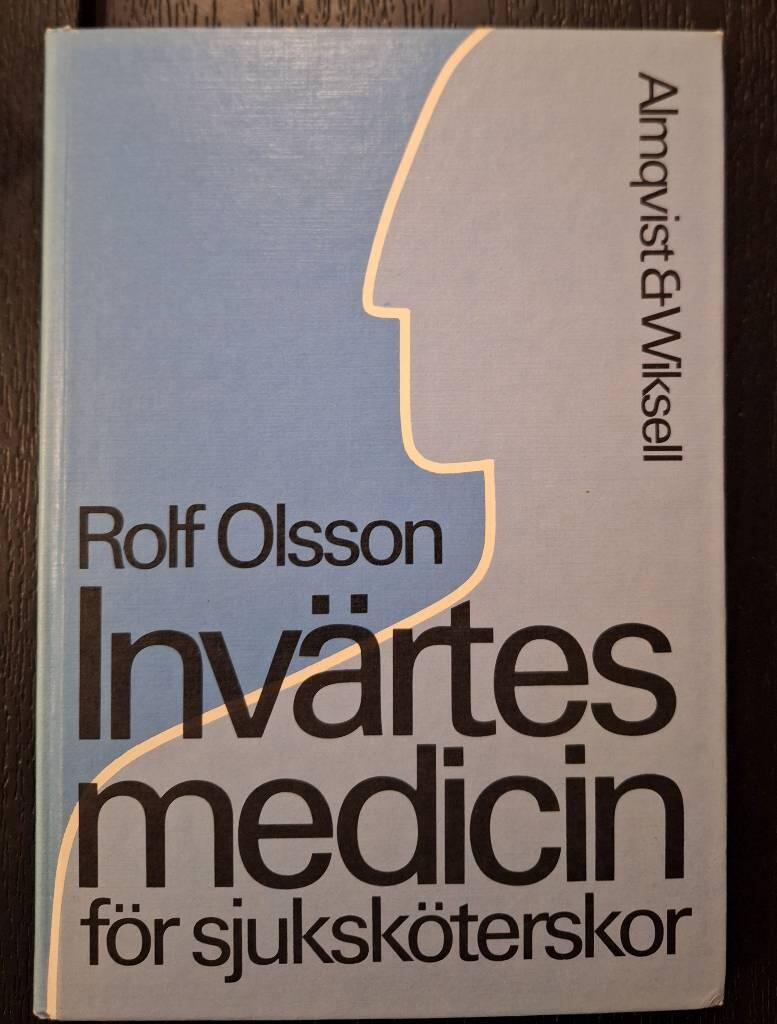 Almqvist & Wiksell
Rolf Olsson
Invärtes
medicin
för sjuksköterskor